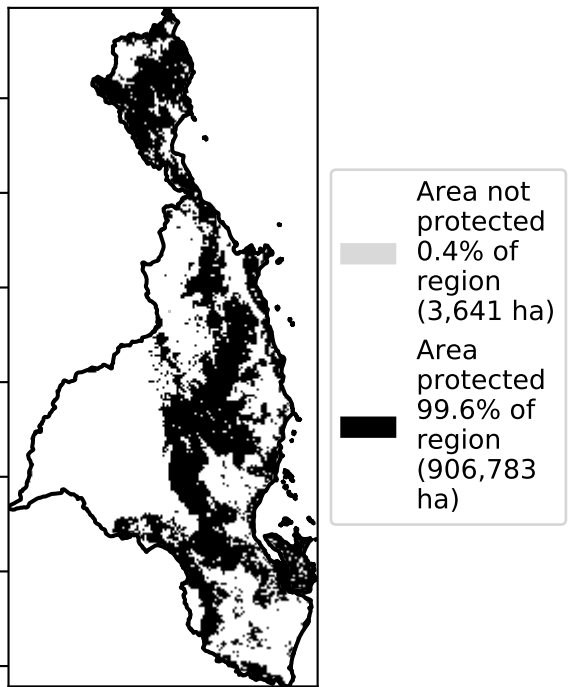 Area not
protected
0.4% of
region
(3,641 ha)
Area
protected
99.6% of
region
(906,783
ha)